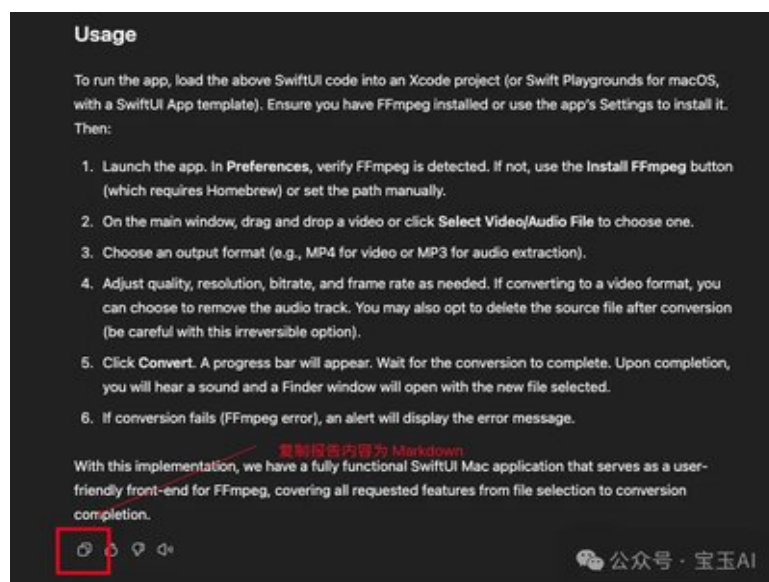 Usage
To run the app, load the above SwiftUI code into an Xcode project (or Swift Playgrounds for macOS,
with a SwiftUI App template). Ensure you have FFmpeg installed or use the app's Settings to install it.
Then:
1. Launch the app. In Preferences, verify FFmpeg is detected. If not, use the Install FFmpeg button
(which requires Homebrew) or set the path manually.
2. On the main window, drag and drop a video or click Select Video/Audio File to choose one.
3. Choose an output format (e.g., MP4 for video or MP3 for audio extraction).
4. Adjust quality, resolution, bitrate, and frame rate as needed. If converting to a video format, you
can choose to remove the audio track. You may also opt to delete the source file after conversion
(be careful with this irreversible option).
5. Click Convert. A progress bar will appear. Wait for the conversion to complete. Upon completion,
you will hear a sound and a Finder window will open with the new file selected.
6. If conversion fails (FFmpeg error), an alert will display the error message.
复制报告内容为 Markdown
With this implementation, we have a fully functional SwiftUI Mac application that serves as a user-
friendly front-end for FFmpeg, covering all requested features from file selection to conversion
completion.
公众号 · 宝玉AI